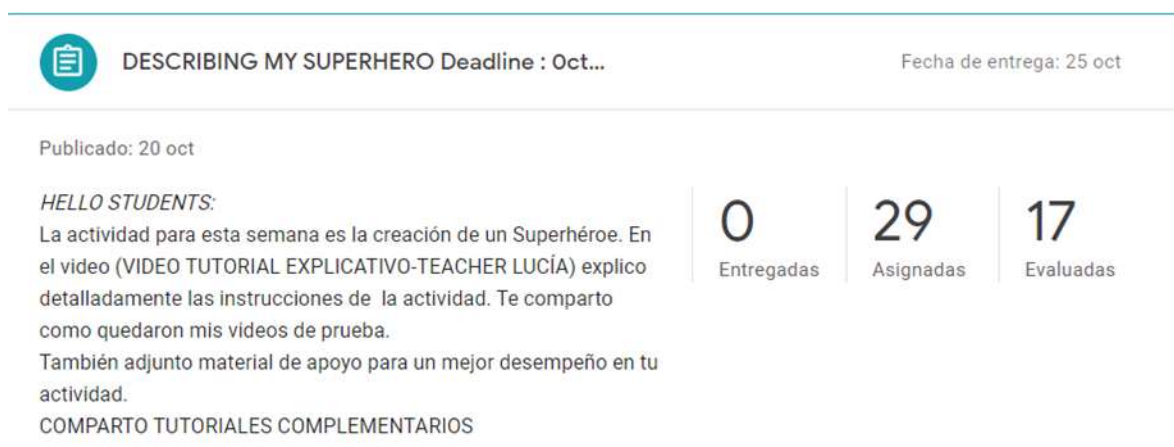 DESCRIBING MY SUPERHERO Deadline : 0ct...
Fecha de entrega: 25 oct
Publicado: 20 oct
HELLO STUDENTS:
La actividad para esta semana es la creación de un Superhéroe. En
el video (VIDEO TUTORIAL EXPLICATIVO-TEACHER LUCÍA) explico
detalladamente las instrucciones de  la actividad. Te comparto
como quedaron mis videos de prueba.
También adjunto material de apoyo para un mejor desempeño en tu
actividad.
COMPARTO TUTORIALES COMPLEMENTARIOS
0
Entregadas
29
Asignadas
17
Evaluadas